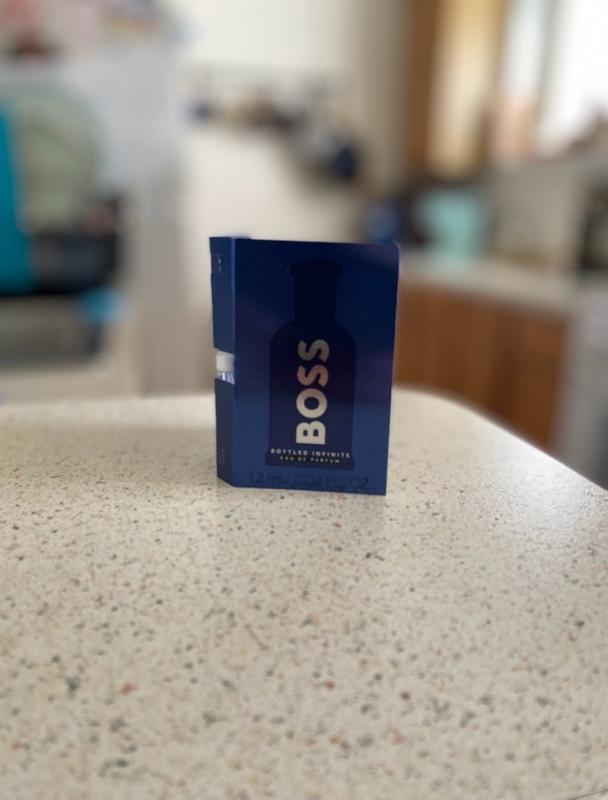 BOSS
BOTTLED INFINITE
EAU DE PARFUM
1.2 ml - 0.04 FL. OZ